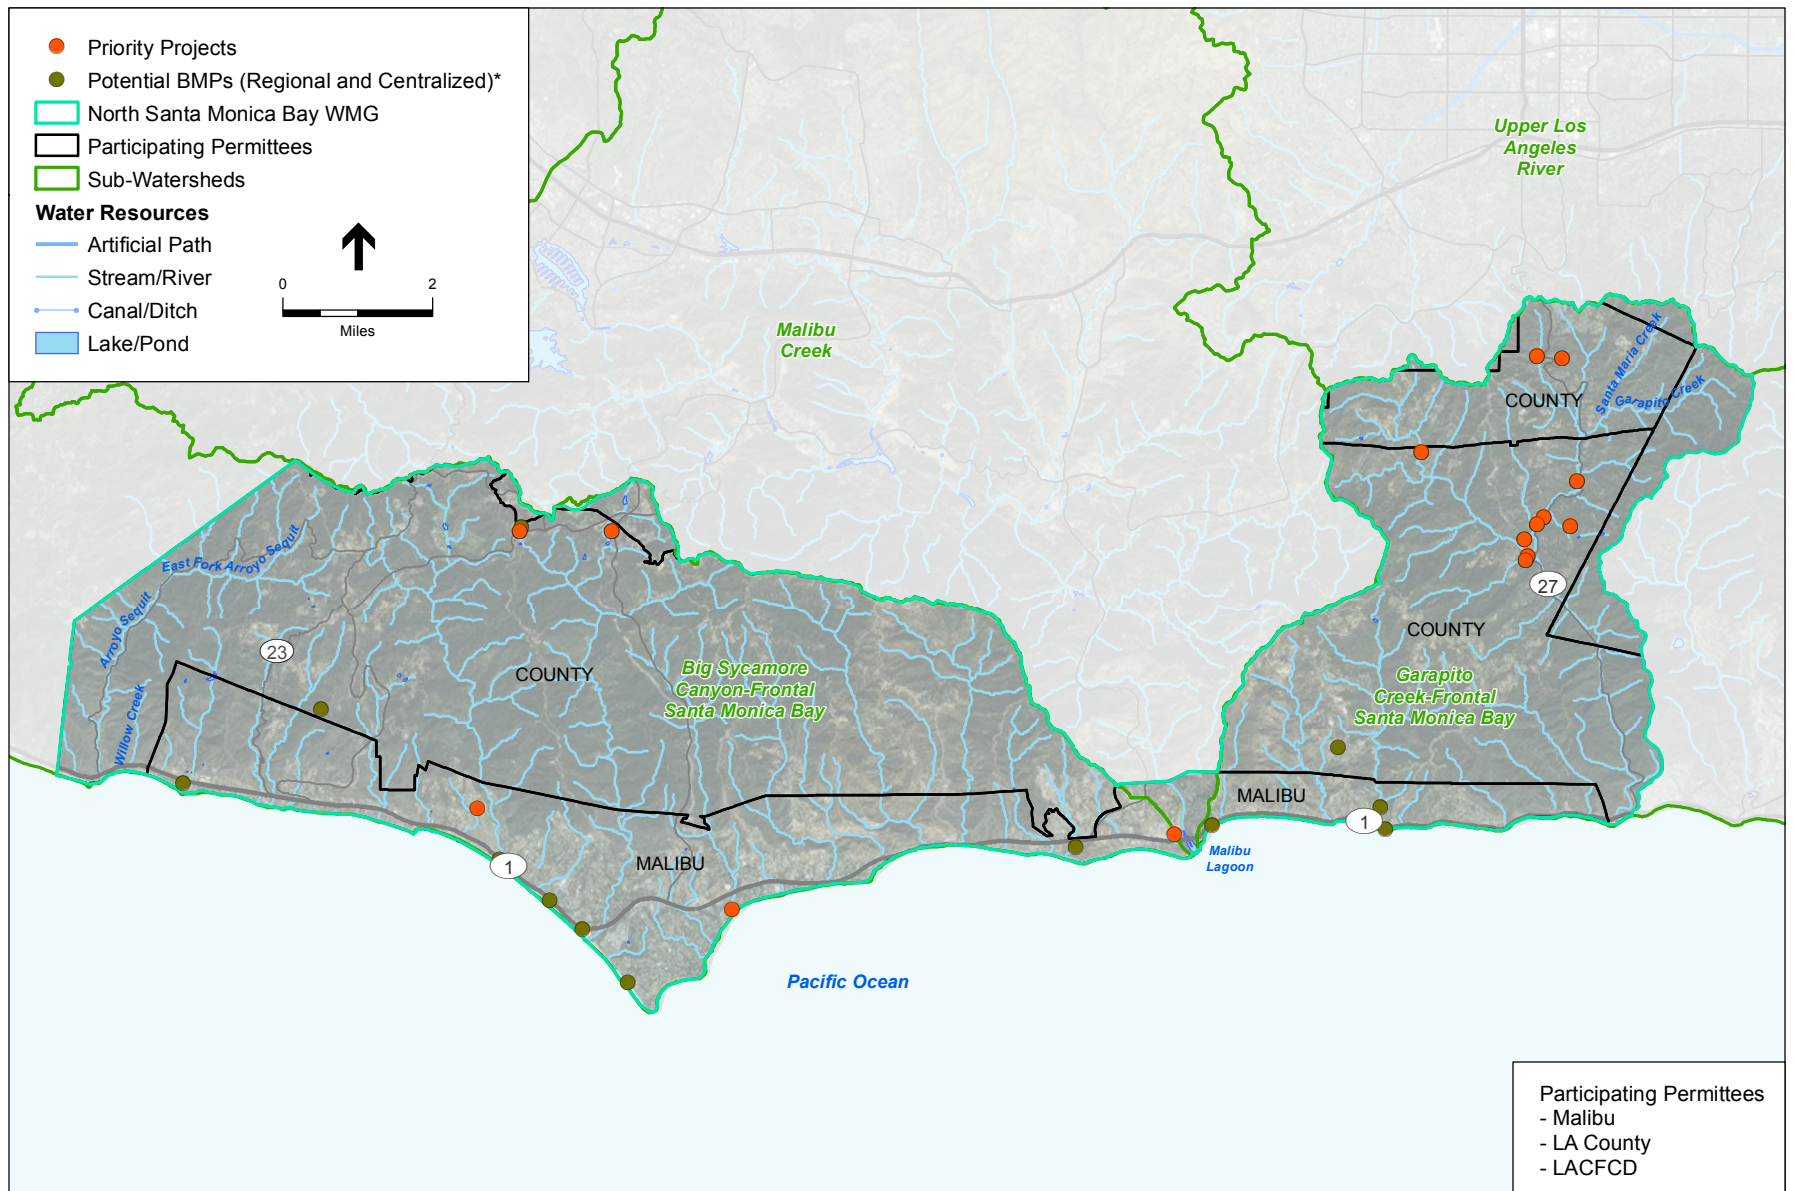 Priority Projects
Potential BMPs (Regional and Centralized)*
North Santa Monica Bay WMG
Participating Permittees
Sub-Watersheds
Water Resources
Artificial Path
Stream/River
Canal/Ditch
Lake/Pond
0 2
Miles
Upper Los
Angeles
River
Malibu
Creek
Santa Maria Creek
Garapito Creek
COUNTY
East Fork Arroyo Sequit
Arroyo Sequit
Willow Creek
23
COUNTY
Big Sycamore
Canyon-Frontal
Santa Monica Bay
27
COUNTY
Garapito
Creek-Frontal
Santa Monica Bay
MALIBU
1
MALIBU
1
Malibu
Lagoon
Pacific Ocean
Participating Permittees
- Malibu
- LA County
- LACFCD